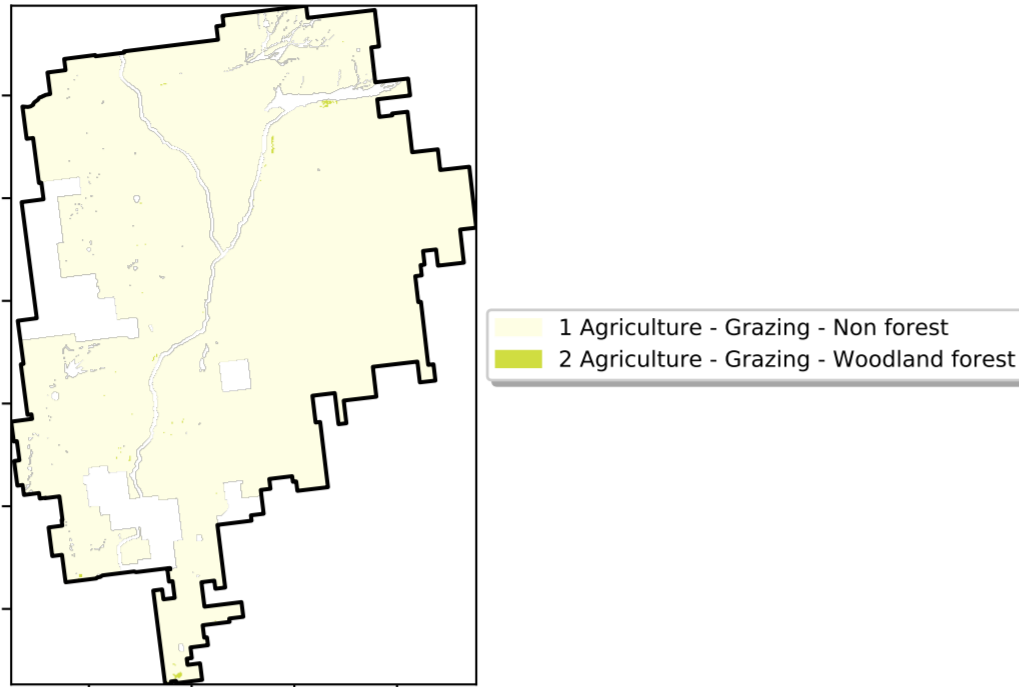 1 Agriculture - Grazing - Non forest
2 Agriculture - Grazing - Woodland forest